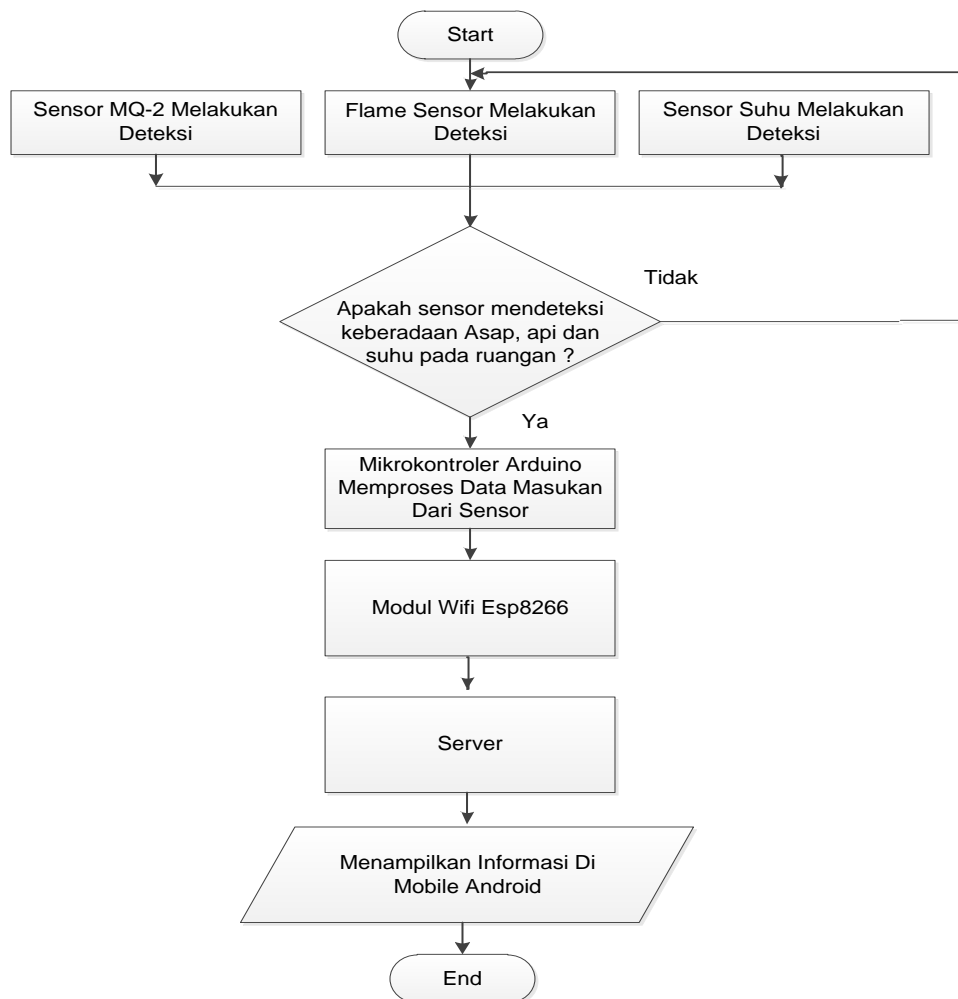 Start
Sensor MQ-2 Melakukan
Deteksi
Flame Sensor Melakukan
Deteksi
Sensor Suhu Melakukan
Deteksi
Tidak
Apakah sensor mendeteksi
keberadaan Asap, api dan
suhu pada ruangan ?
Ya
Mikrokontroler Arduino
Memproses Data Masukan
Dari Sensor
Modul Wifi Esp8266
Server
Menampilkan Informasi Di
Mobile Android
End